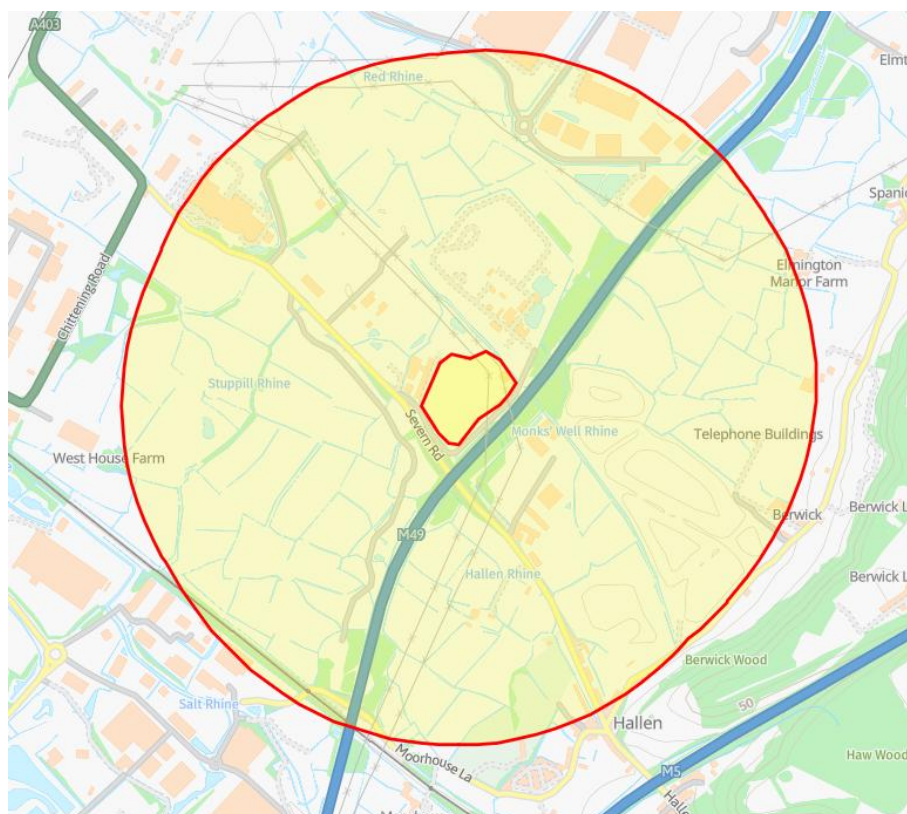 A403
Red Rhine
Elmt
Spanic
Elmington
Manor Farm
Chittening Road
Stuppill Rhine
Severn Rd
Monks' Well Rhine
Telephone Buildings
West House Farm
Berwick
Berwick L
M49
Hallen Rhine
Berwick L
Berwick Wood
Salt Rhine
50
Hallen
Haw Wood
Moorhouse La
M5
Halle